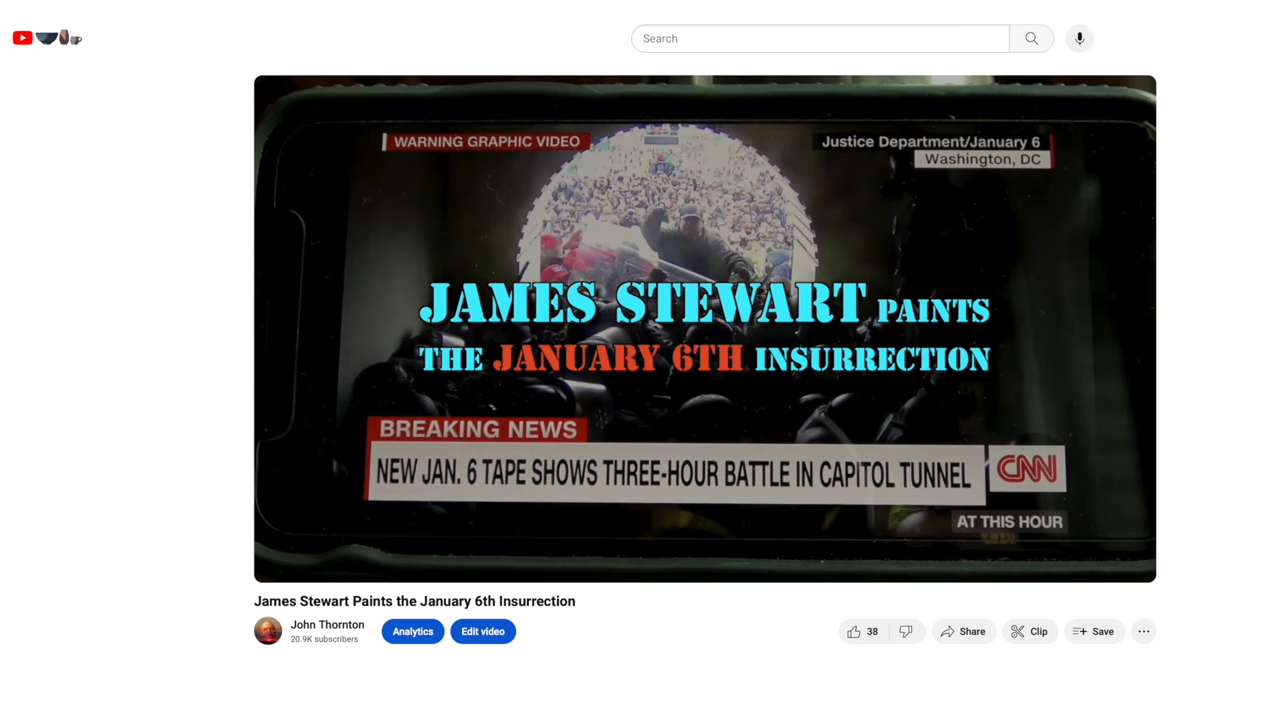 Search
WARNING GRAPHIC VIDEO
Justice Department/January 6
Washington, DC
JAMES STEWART PAINTS
THE JANUARY 6TH INSURRECTION
BREAKING NEWS
NEW JAN. 6 TAPE SHOWS THREE-HOUR BATTLE IN CAPITOL TUNNEL
CNN
AT THIS HOUR
James Stewart Paints the January 6th Insurrection
John Thornton
20.9K subscribers
Analytics
Edit video
38
Share
Clip
Save